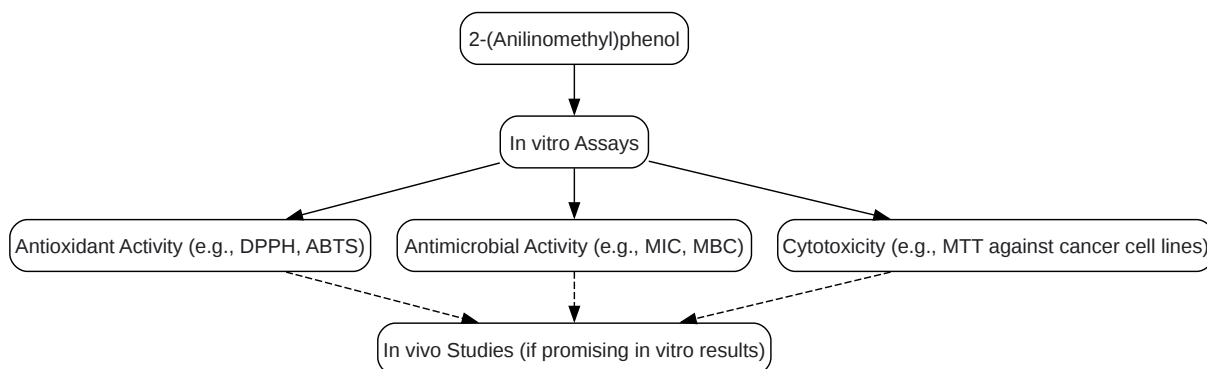 2-(Anilinomethyl)phenol
In vitro Assays
Antioxidant Activity (e.g., DPPH, ABTS)
Antimicrobial Activity (e.g., MIC, MBC)
Cytotoxicity (e.g., MTT against cancer cell lines)
In vivo Studies (if promising in vitro results)